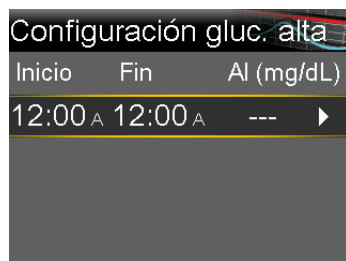 Configuración gluc. alta
Inicio Fin Al (mg/dL)
12:00 A 12:00 A ---